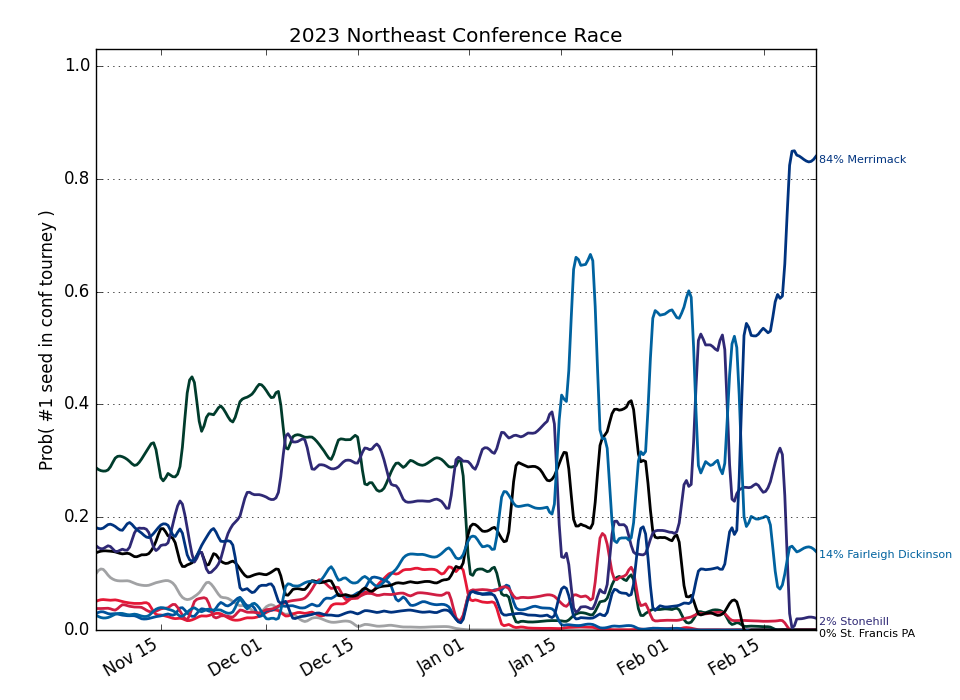 2023 Northeast Conference Race
Prob( #1 seed in conf tourney )
1.0
0.8
0.6
0.4
0.2
0.0
84% Merrimack
14% Fairleigh Dickinson
2% Stonehill
0% St. Francis PA
Nov 15
Dec 01
Dec 15
Jan 01
Jan 15
Feb 01
Feb 15